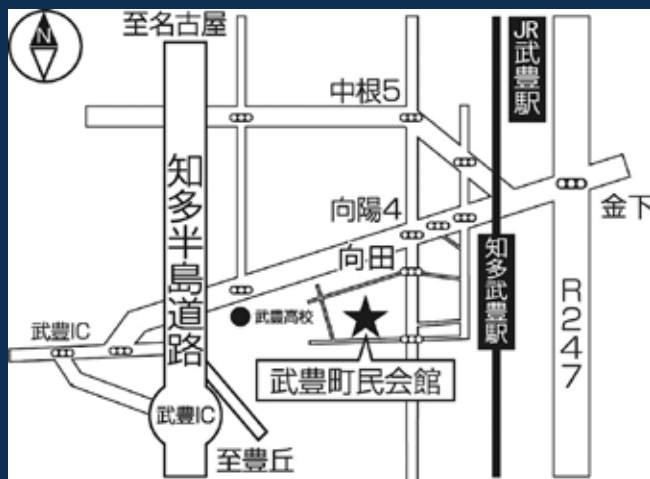 N
至名古屋
JR武豊駅
中根5
知多半島道路
向陽4
金下
向田
知多武豊駅
武豊IC
武豊高校
R247
武豊町民会館
武豊IC
至豊丘